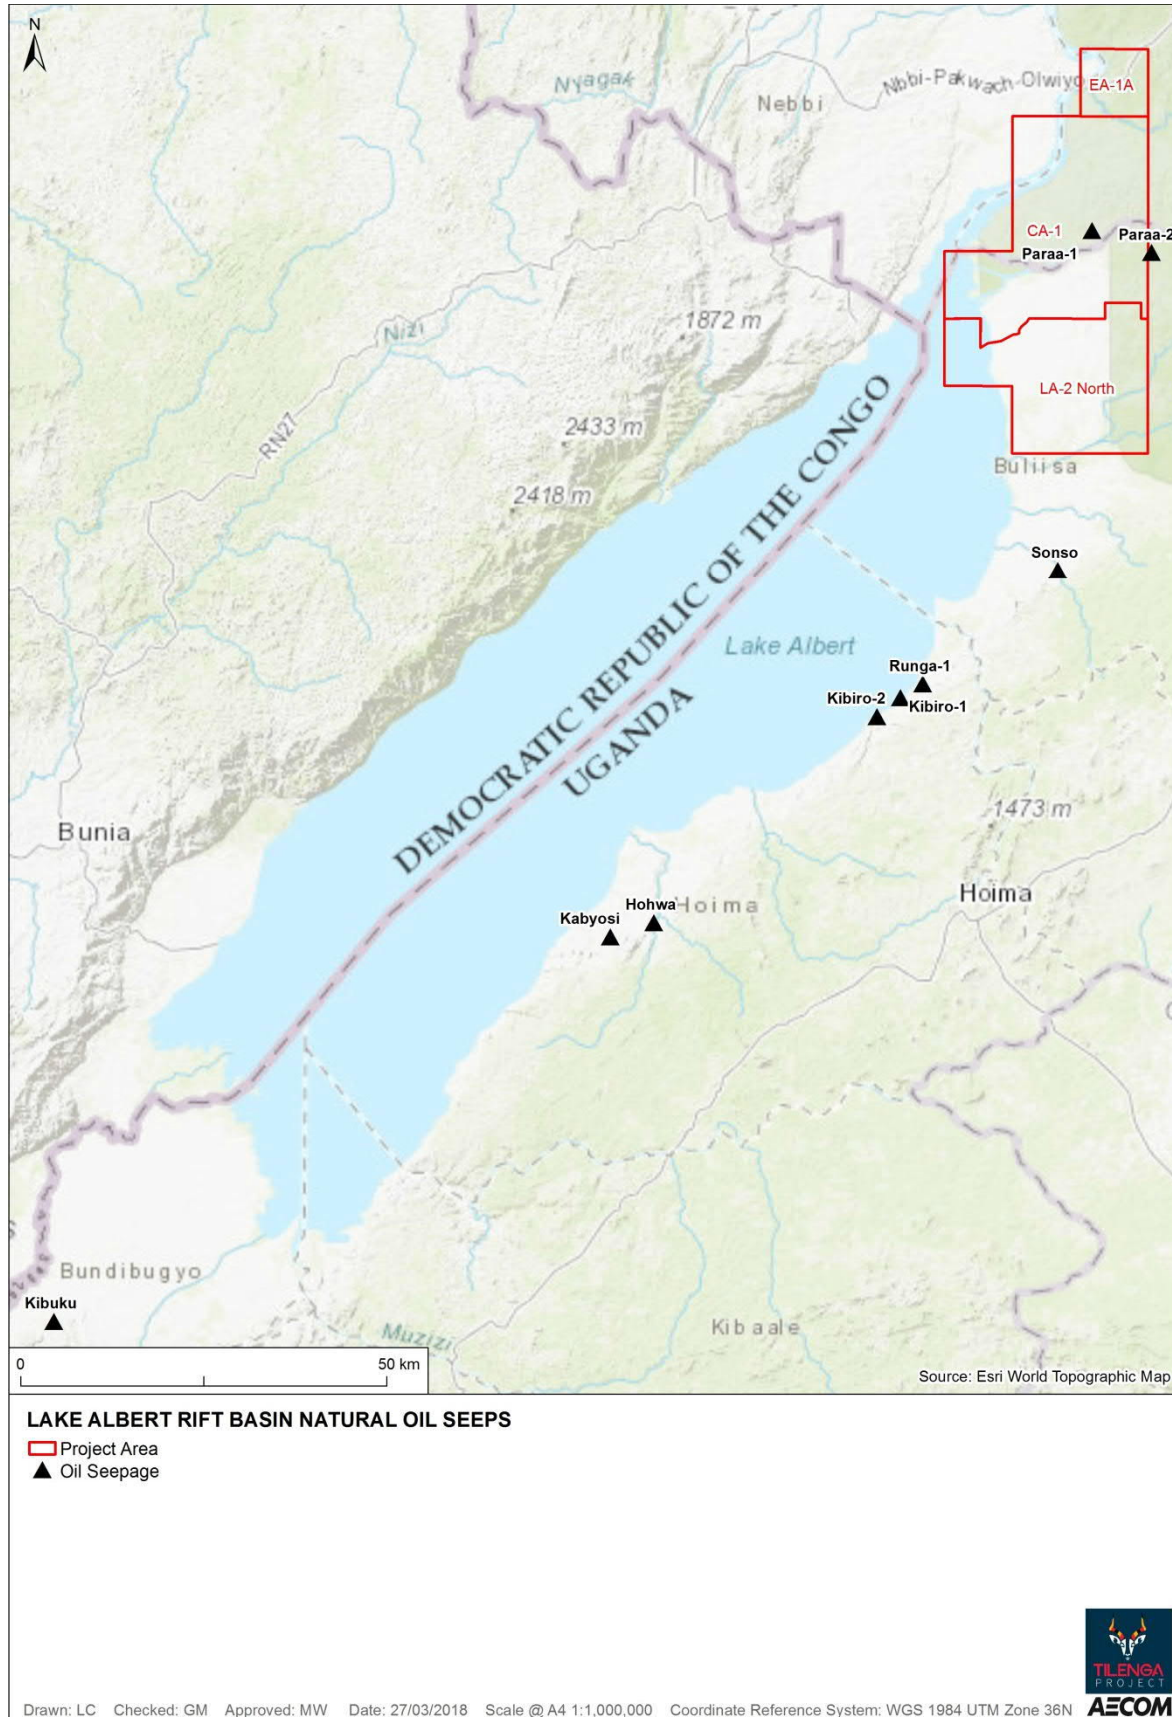 N
Nyagak
Nebbi
Nbbi-Pakwach-Olwiyo
EA-1A
CA-1
Paraa-1
Paraa-2
Nizi
1872 m
RN27
2433 m
2418 m
LA-2 North
Buliisa
DEMOCRATIC REPUBLIC OF THE CONGO
UGANDA
Lake Albert
Sonso
Runga-1
Kibiro-2
Kibiro-1
1473 m
Bunia
Hoima
Hohwa
Hoima
Kabyosi
Bundibugyo
Kibuku
Muzizi
Kibaale
0
50 km
Source: Esri World Topographic Map
LAKE ALBERT RIFT BASIN NATURAL OIL SEEPS
Project Area
Oil Seepage
TILENGA
PROJECT
Drawn: LC Checked: GM Approved: MW Date: 27/03/2018 Scale @ A4 1:1,000,000 Coordinate Reference System: WGS 1984 UTM Zone 36N
AECOM